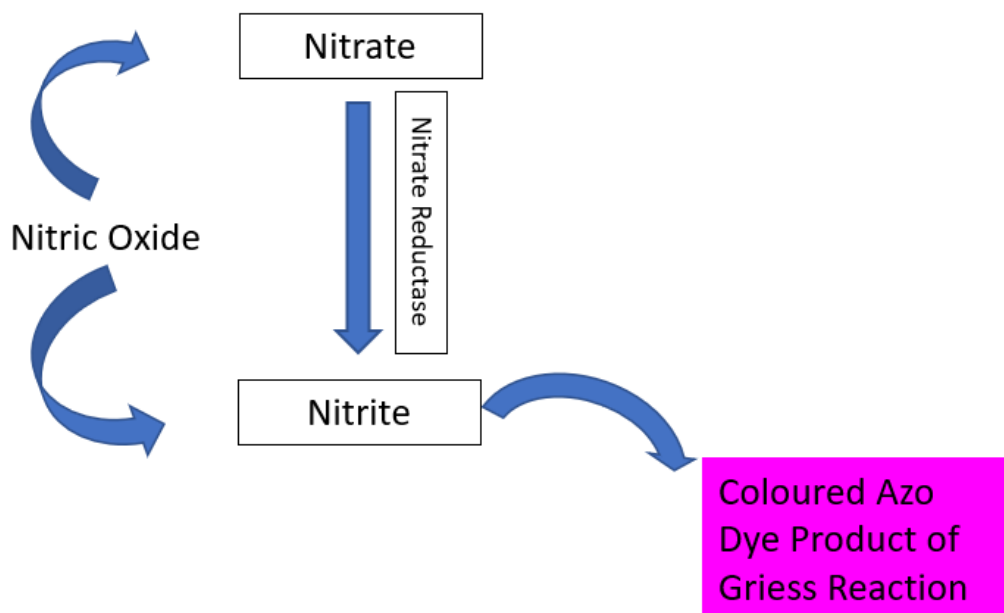 Nitrate
Nitrate Reductase
Nitric Oxide
Nitrite
Coloured Azo
Dye Product of
Griess Reaction